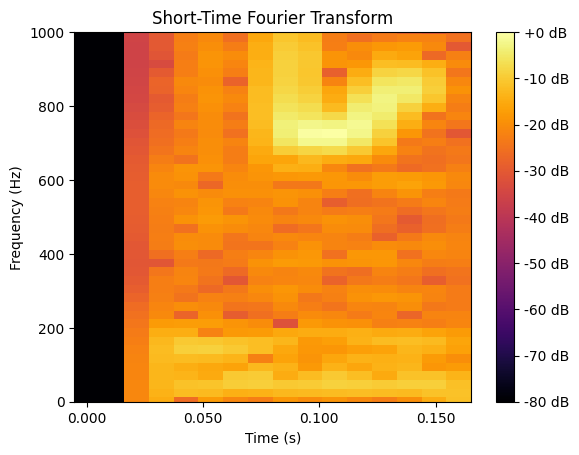 Short-Time Fourier Transform
1000
800
600
400
200
0
Frequency (Hz)
0.000
0.050
0.100
0.150
Time (s)
+0 dB
-10 dB
-20 dB
-30 dB
-40 dB
-50 dB
-60 dB
-70 dB
-80 dB